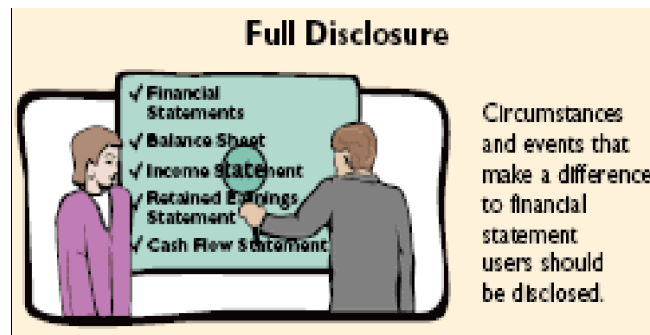 Full Disclosure
✓ Financial
Statements
✓ Balance Sheet
✓ Income Statement
✓ Retained Earnings
Statement
✓ Cash Flow Statement
Circumstances
and events that
make a difference
to financial
statement
users should
be disclosed.